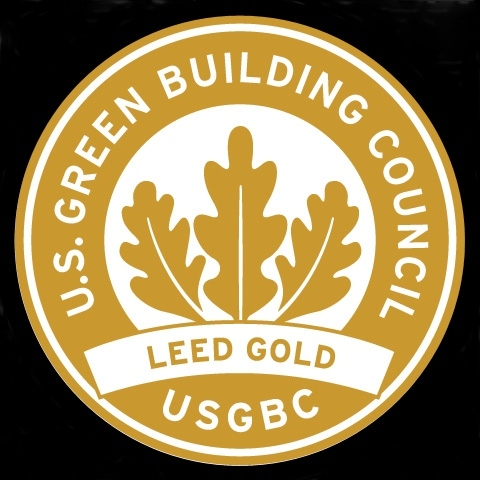 U.S. GREEN BUILDING COUNCIL
LEED GOLD
USGBC